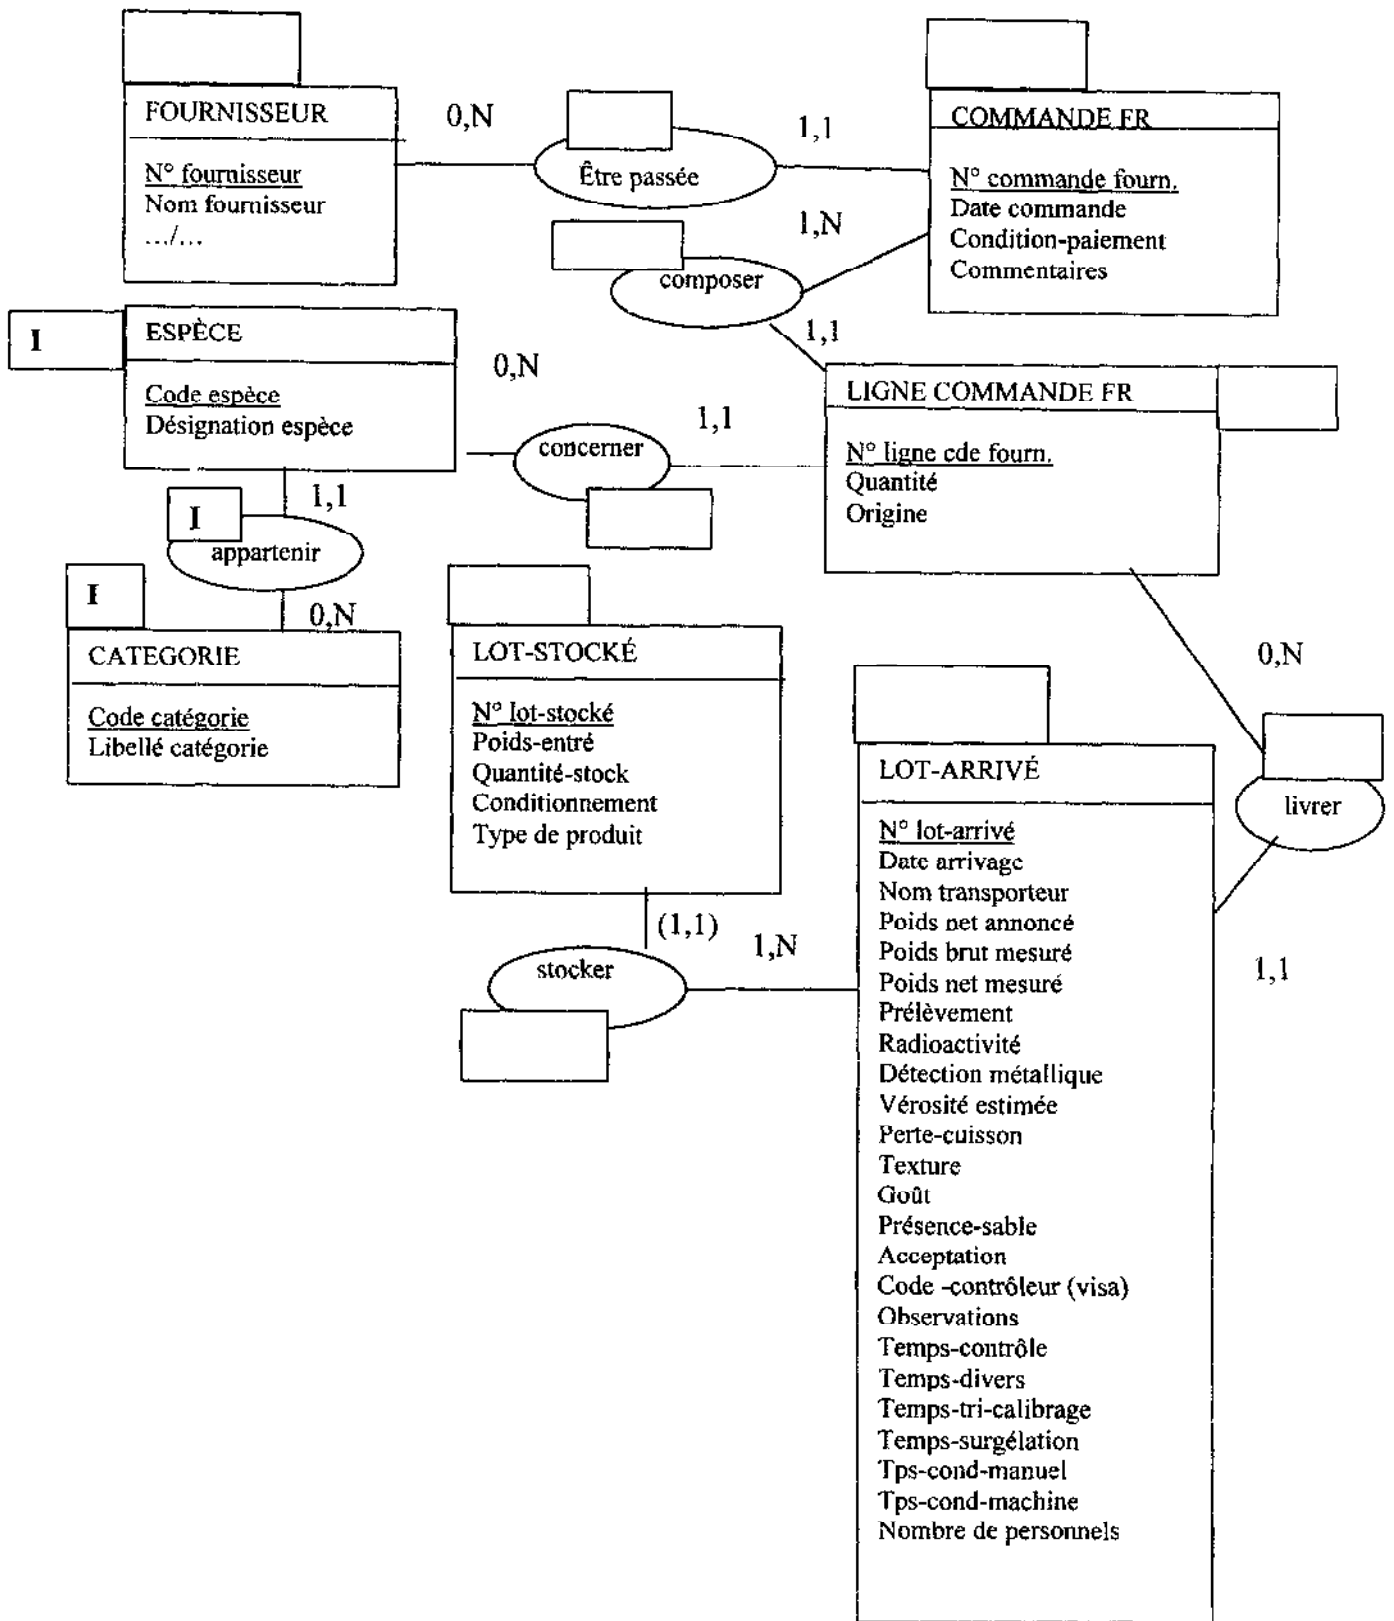 FOURNISSEUR
N° fournisseur
Nom fournisseur
.../...
0,N
Être passée
1,1
COMMANDE FR
N° commande fourn.
Date commande
Condition-paiement
Commentaires
1,N
composer
1,1
I
ESPÈCE
Code espèce
Désignation espèce
0,N
concerner
1,1
LIGNE COMMANDE FR
N° ligne cde fourn.
Quantité
Origine
1,1
I
appartenir
I
0,N
CATEGORIE
Code catégorie
Libellé catégorie
LOT-STOCKÉ
N° lot-stocké
Poids-entré
Quantité-stock
Conditionnement
Type de produit
(1,1)
stocker
1,N
0,N
livrer
1,1
LOT-ARRIVÉ
N° lot-arrivé
Date arrivage
Nom transporteur
Poids net annoncé
Poids brut mesuré
Poids net mesuré
Prélèvement
Radioactivité
Détection métallique
Vérosité estimée
Perte-cuisson
Texture
Goût
Présence-sable
Acceptation
Code -contrôleur (visa)
Observations
Temps-contrôle
Temps-divers
Temps-tri-calibrage
Temps-surgélation
Tps-cond-manuel
Tps-cond-machine
Nombre de personnels